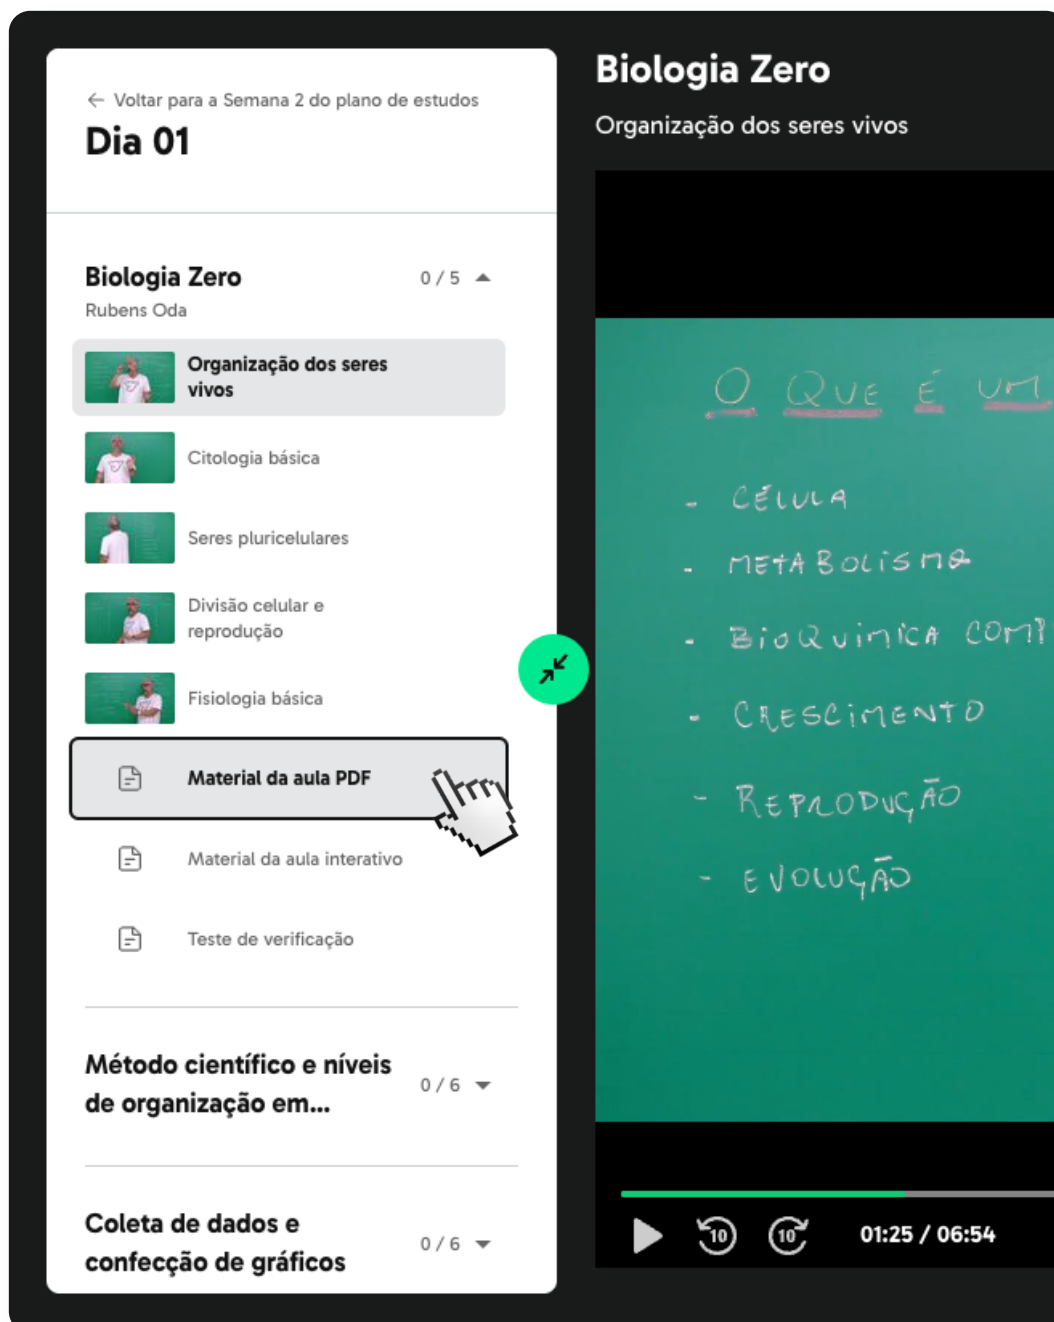 ← Voltar para a Semana 2 do plano de estudos
Dia 01
Biologia Zero
0 / 5
Rubens Oda
Organização dos seres
vivos
Citologia básica
Seres pluricelulares
Divisão celular e
reprodução
Fisiologia básica
Material da aula PDF
Material da aula interativo
Teste de verificação
Método científico e níveis
de organização em...
0 / 6
Coleta de dados e
confecção de gráficos
0 / 6
Biologia Zero
Organização dos seres vivos
O QUE É UM
- CÉLULA
- METABOLISMO
- BIOQUIMICA
- CRESCIMENTO
- REPRODUÇÃO
- EVOLUÇÃO
10
10
01:25 / 06:54